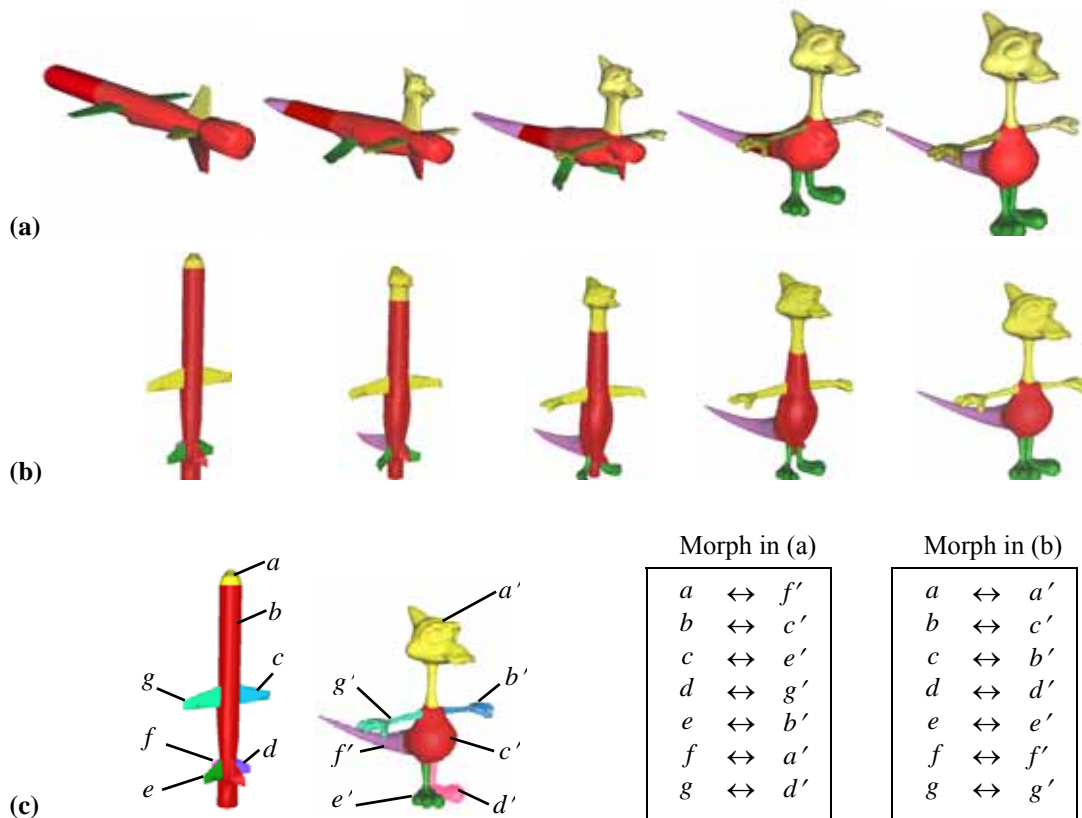 (a)
(b)
(c)
a
b
c
g
f
d
e
a′
b′
g′
f′
c′
e′
d′
Morph in (a)
a ↔ f′
b ↔ c′
c ↔ e′
d ↔ g′
e ↔ b′
f ↔ a′
g ↔ d′
Morph in (b)
a ↔ a′
b ↔ c′
c ↔ b′
d ↔ d′
e ↔ e′
f ↔ f′
g ↔ g′